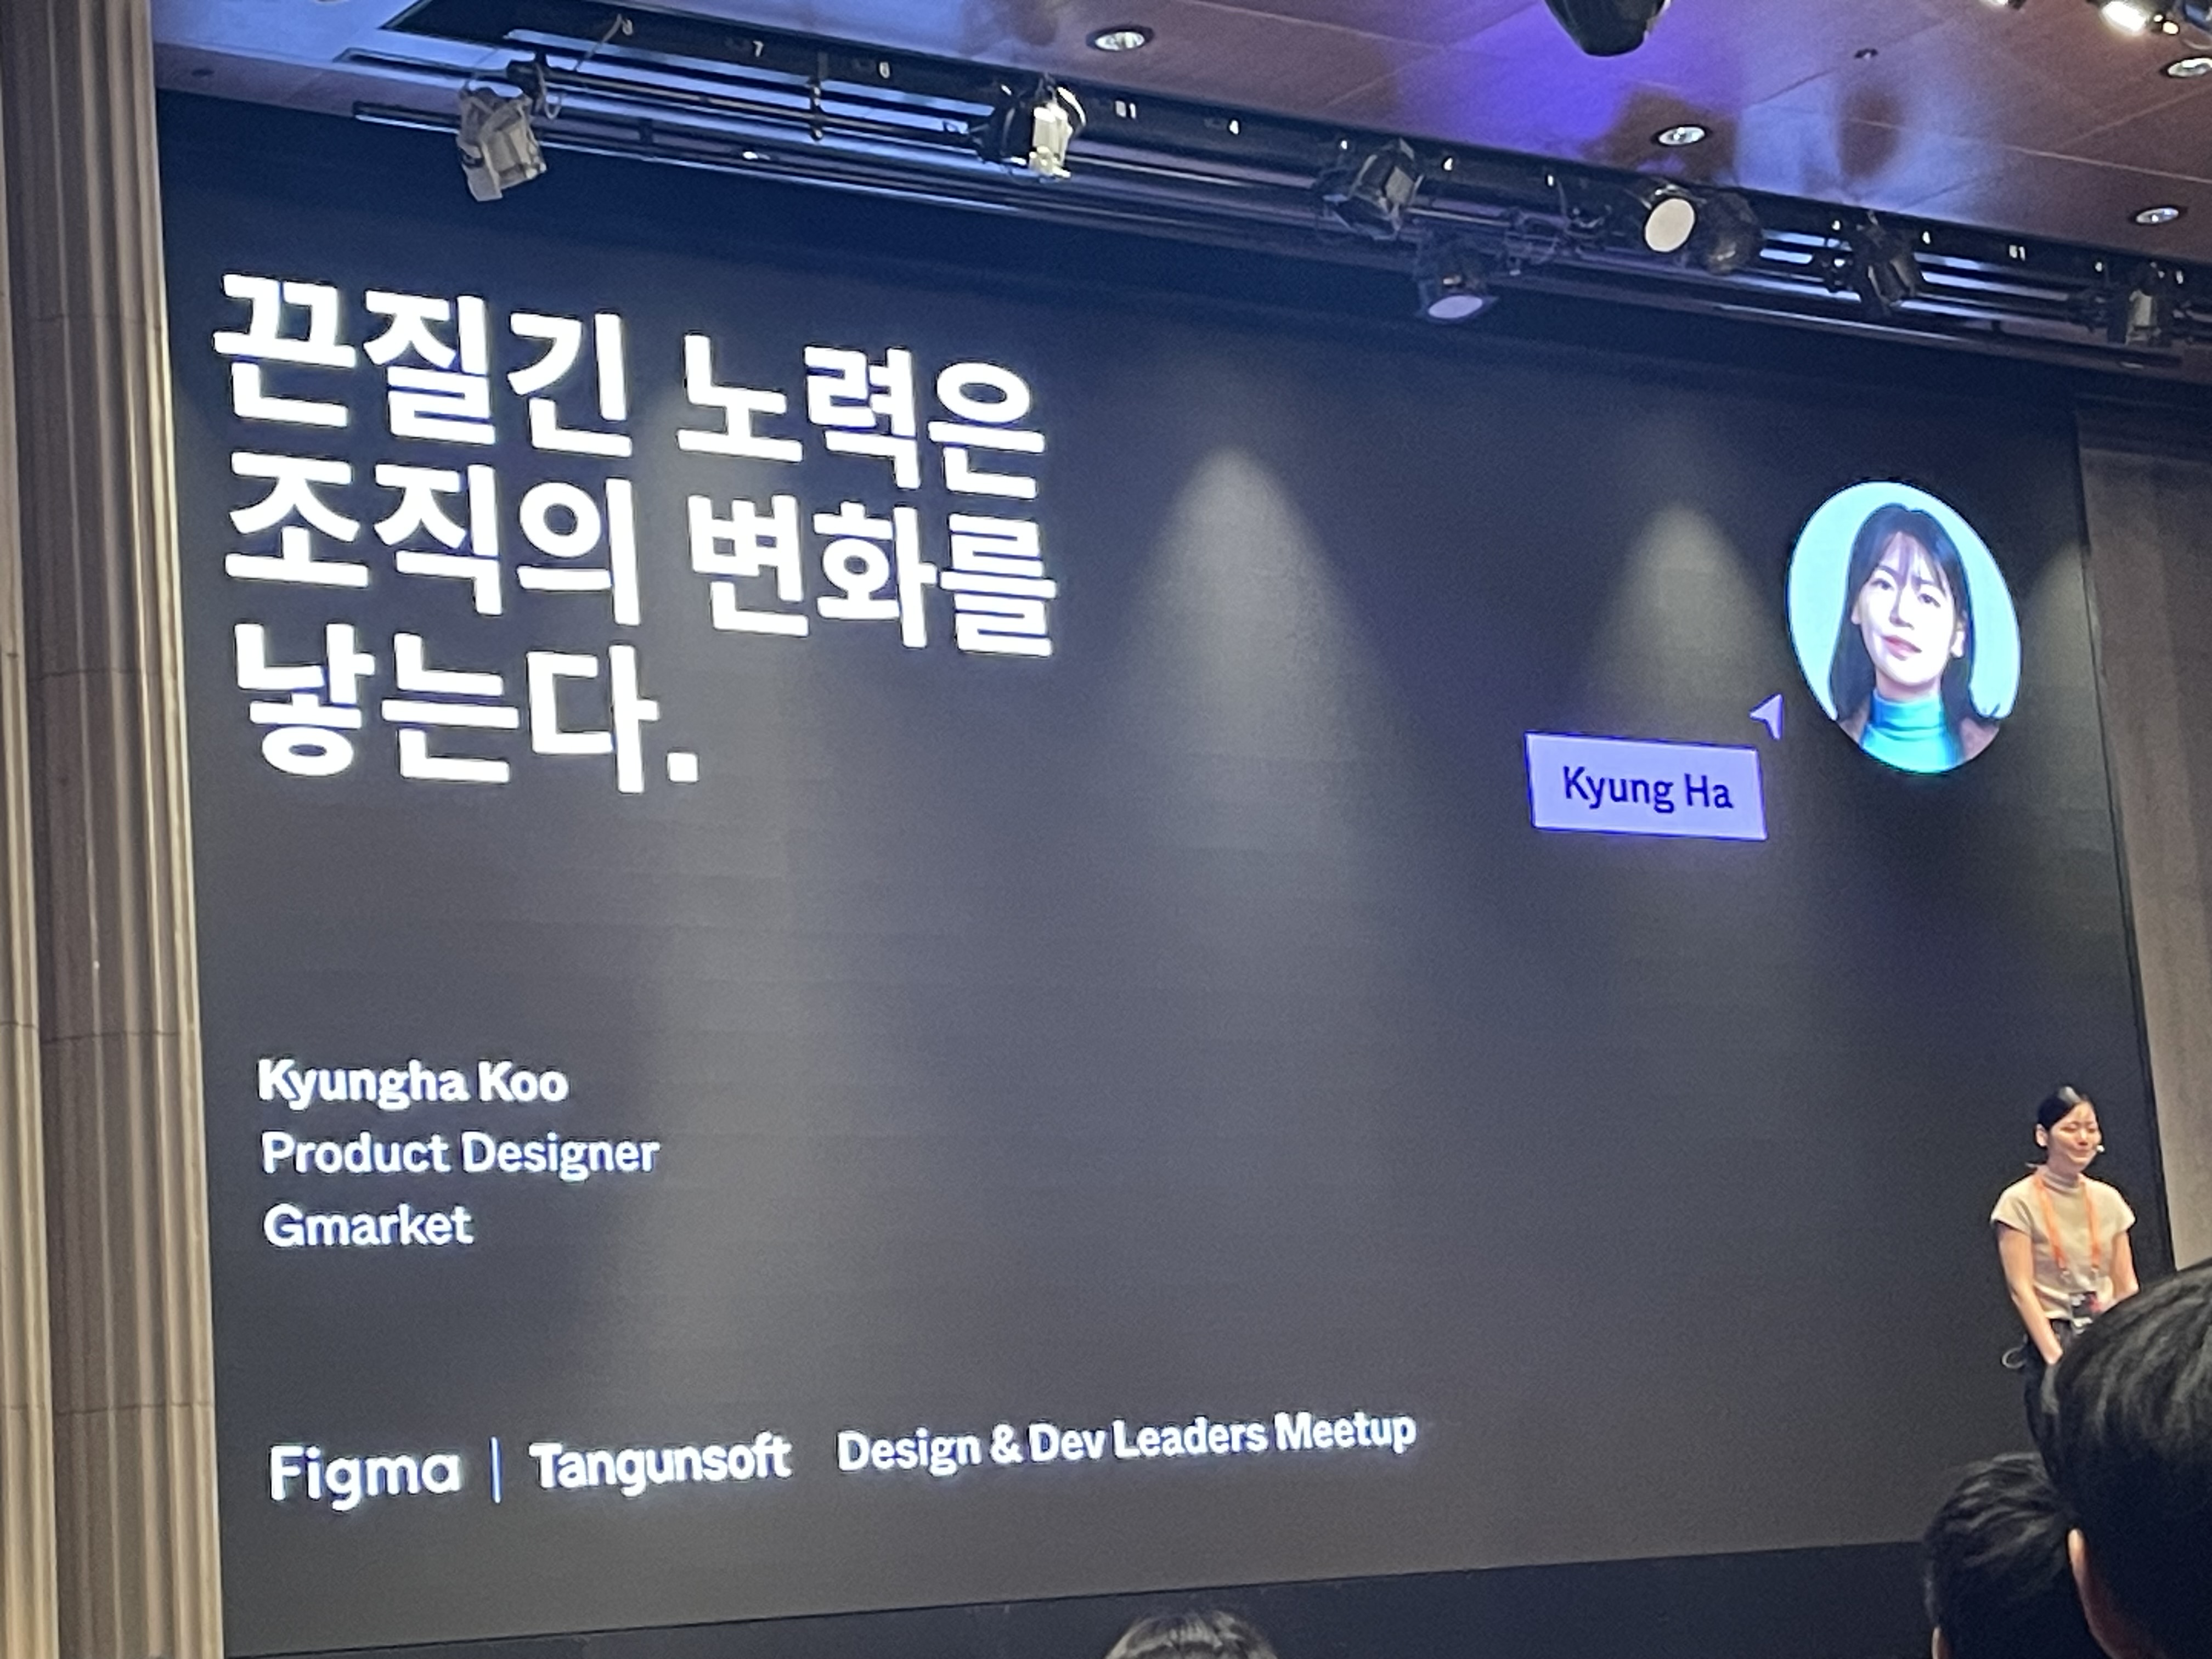 끈질긴 노력은
조직의 변화를
낳는다.
Kyung Ha
Kyungha Koo
Product Designer
Gmarket
Figma | Tangunsoft Design & Dev Leaders Meetup